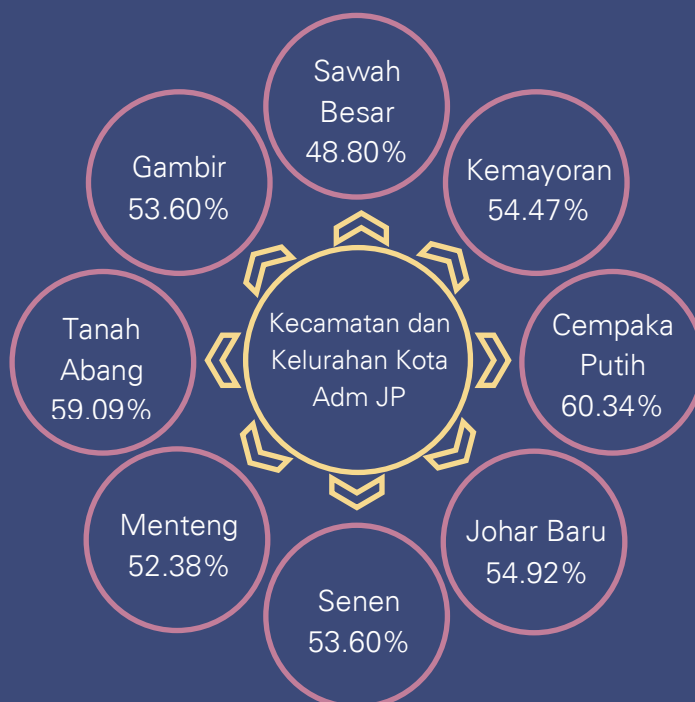 Sawah
Besar
48.80%
Gambir
53.60%
Kemayoran
54.47%
Tanah
Abang
59.09%
Kecamatan dan
Kelurahan Kota
Adm JP
Cempaka
Putih
60.34%
Menteng
52.38%
Johar Baru
54.92%
Senen
53.60%